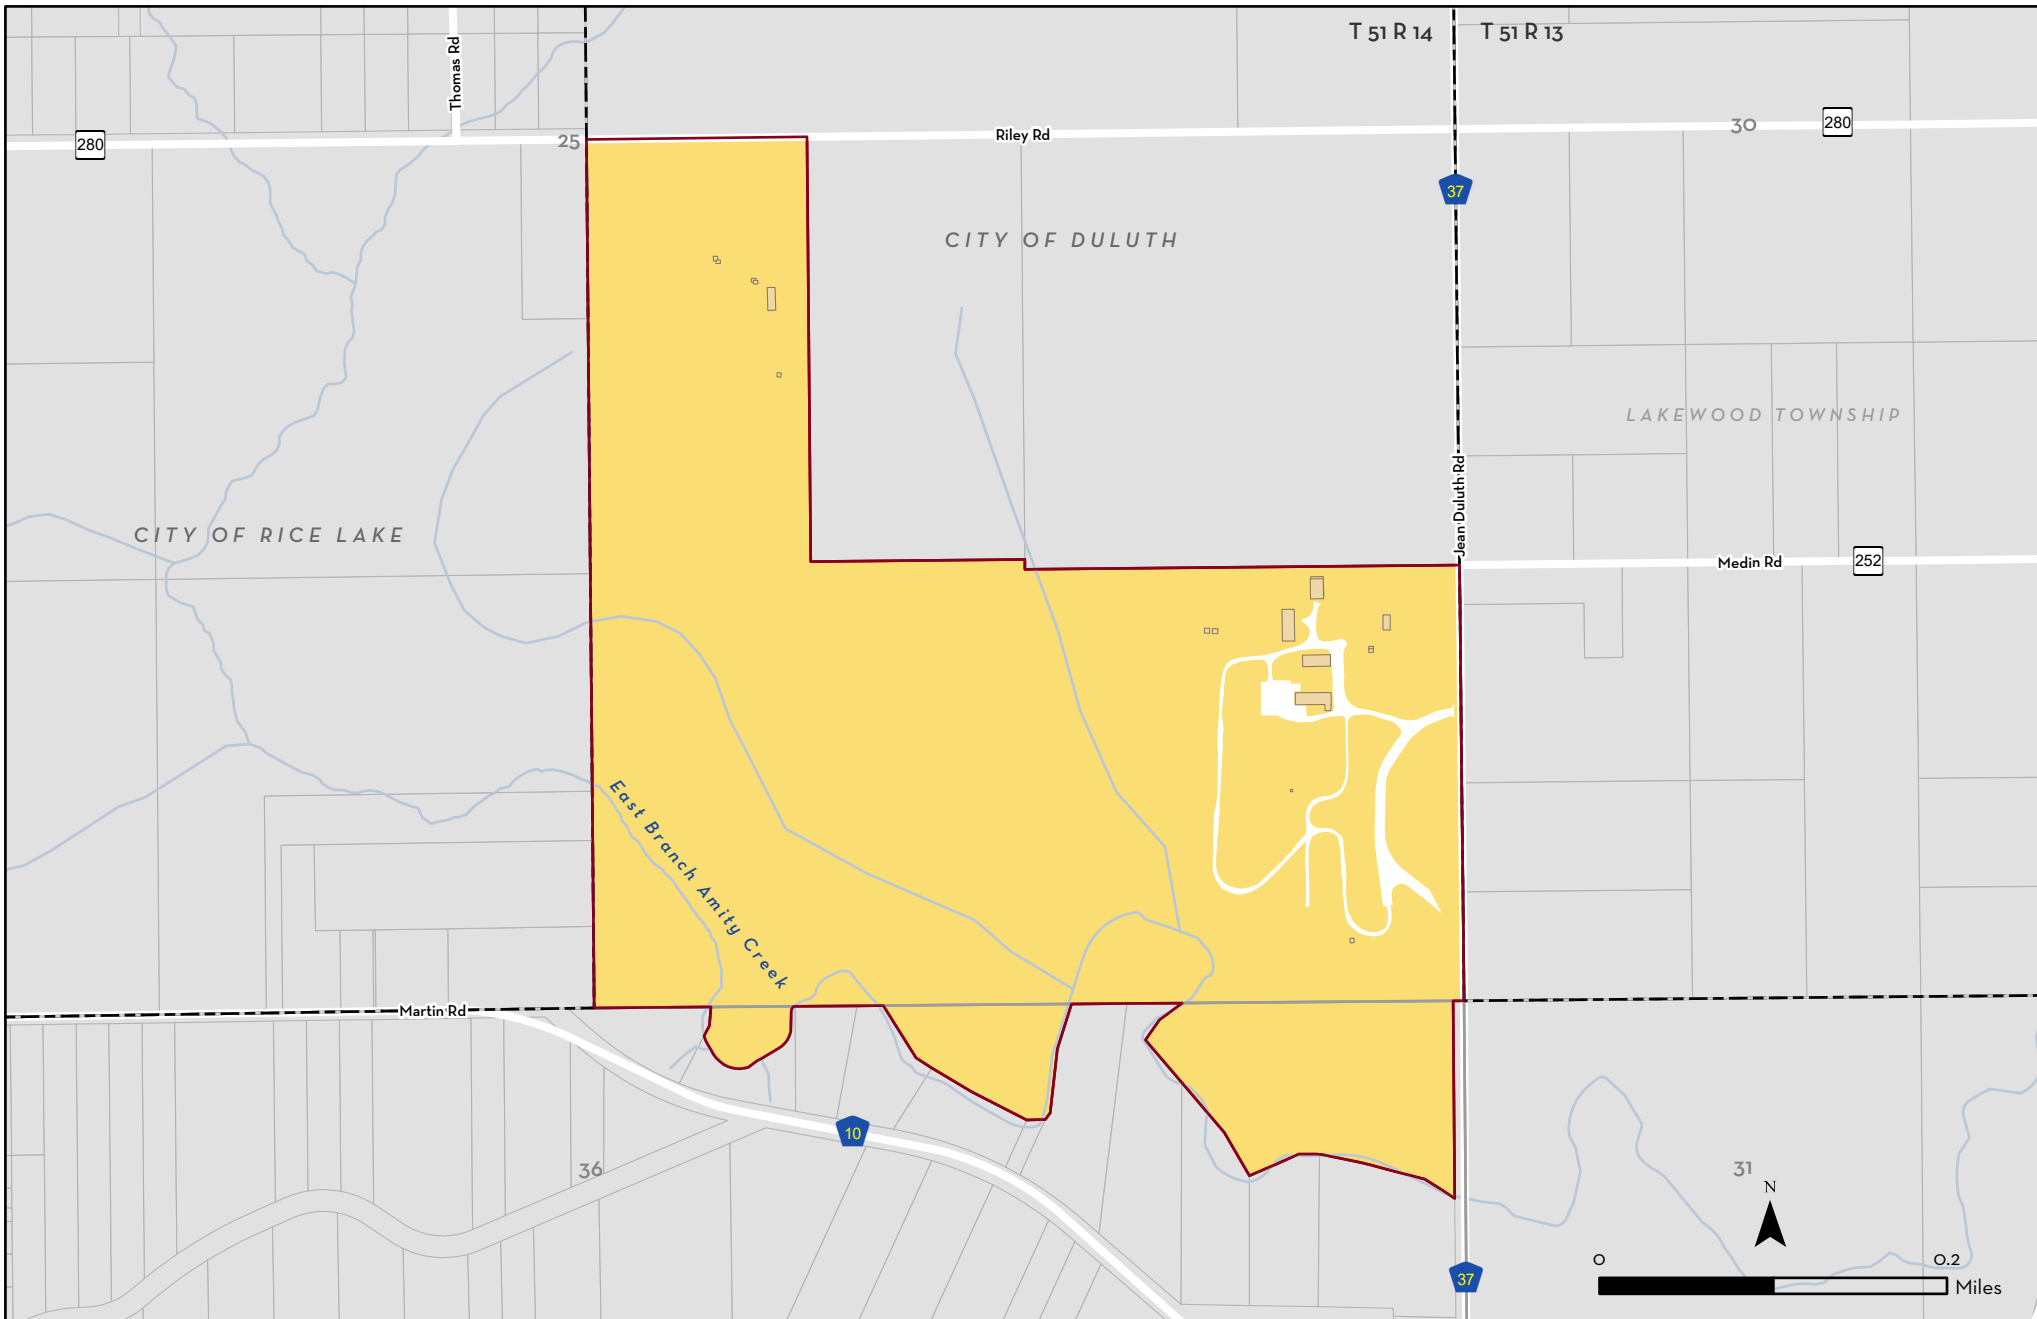 T 51 R 14
T 51 R 13
Thomas Rd
280
25
Riley Rd
30
280
37
CITY OF DULUTH
LAKEWOOD TOWNSHIP
Jean Duluth Rd
CITY OF RICE LAKE
Medin Rd
252
East Branch Amity Creek
Martin Rd
10
36
31
N
0
0.2
Miles
37